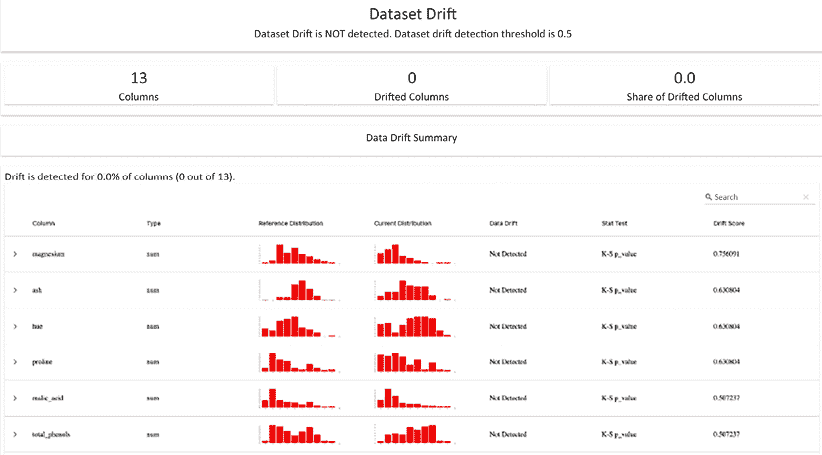 Dataset Drift
Dataset Drift is NOT detected. Dataset drift detection threshold is 0.5
13 0 0.0
Columns Drifted Columns Share of Drifted Columns
Data Drift Summary
Drift is detected for 0.0% of columns (0 out of 13).
Search
Column Type Reference Distribution Current Distribution Data Drift Stat Test Drift Score
magnesium num Not Detected K-S p_value 0.756091
ash num Not Detected K-S p_value 0.630804
hue num Not Detected K-S p_value 0.630804
proline num Not Detected K-S p_value 0.630804
malic_acid num Not Detected K-S p_value 0.507237
total_phenols num Not Detected K-S p_value 0.507237